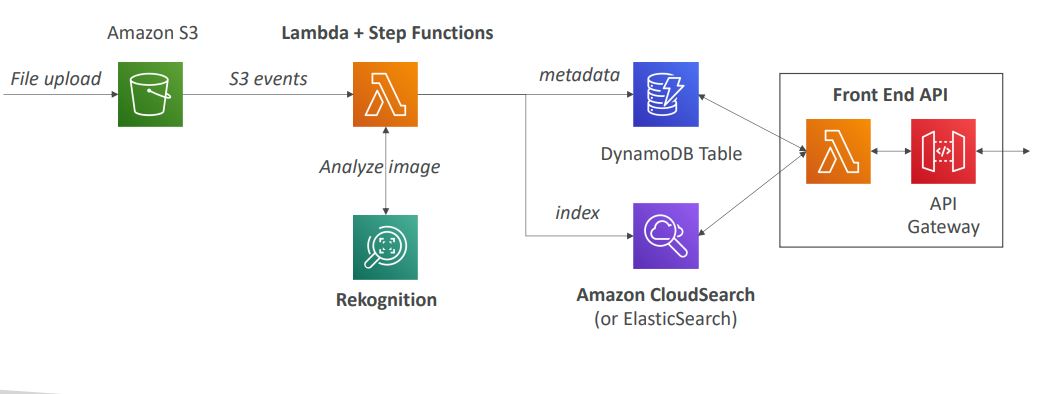 Amazon S3
Lambda + Step Functions
File upload
S3 events
metadata
Front End API
DynamoDB Table
Analyze image
API
Gateway
index
Rekognition
Amazon CloudSearch
(or ElasticSearch)